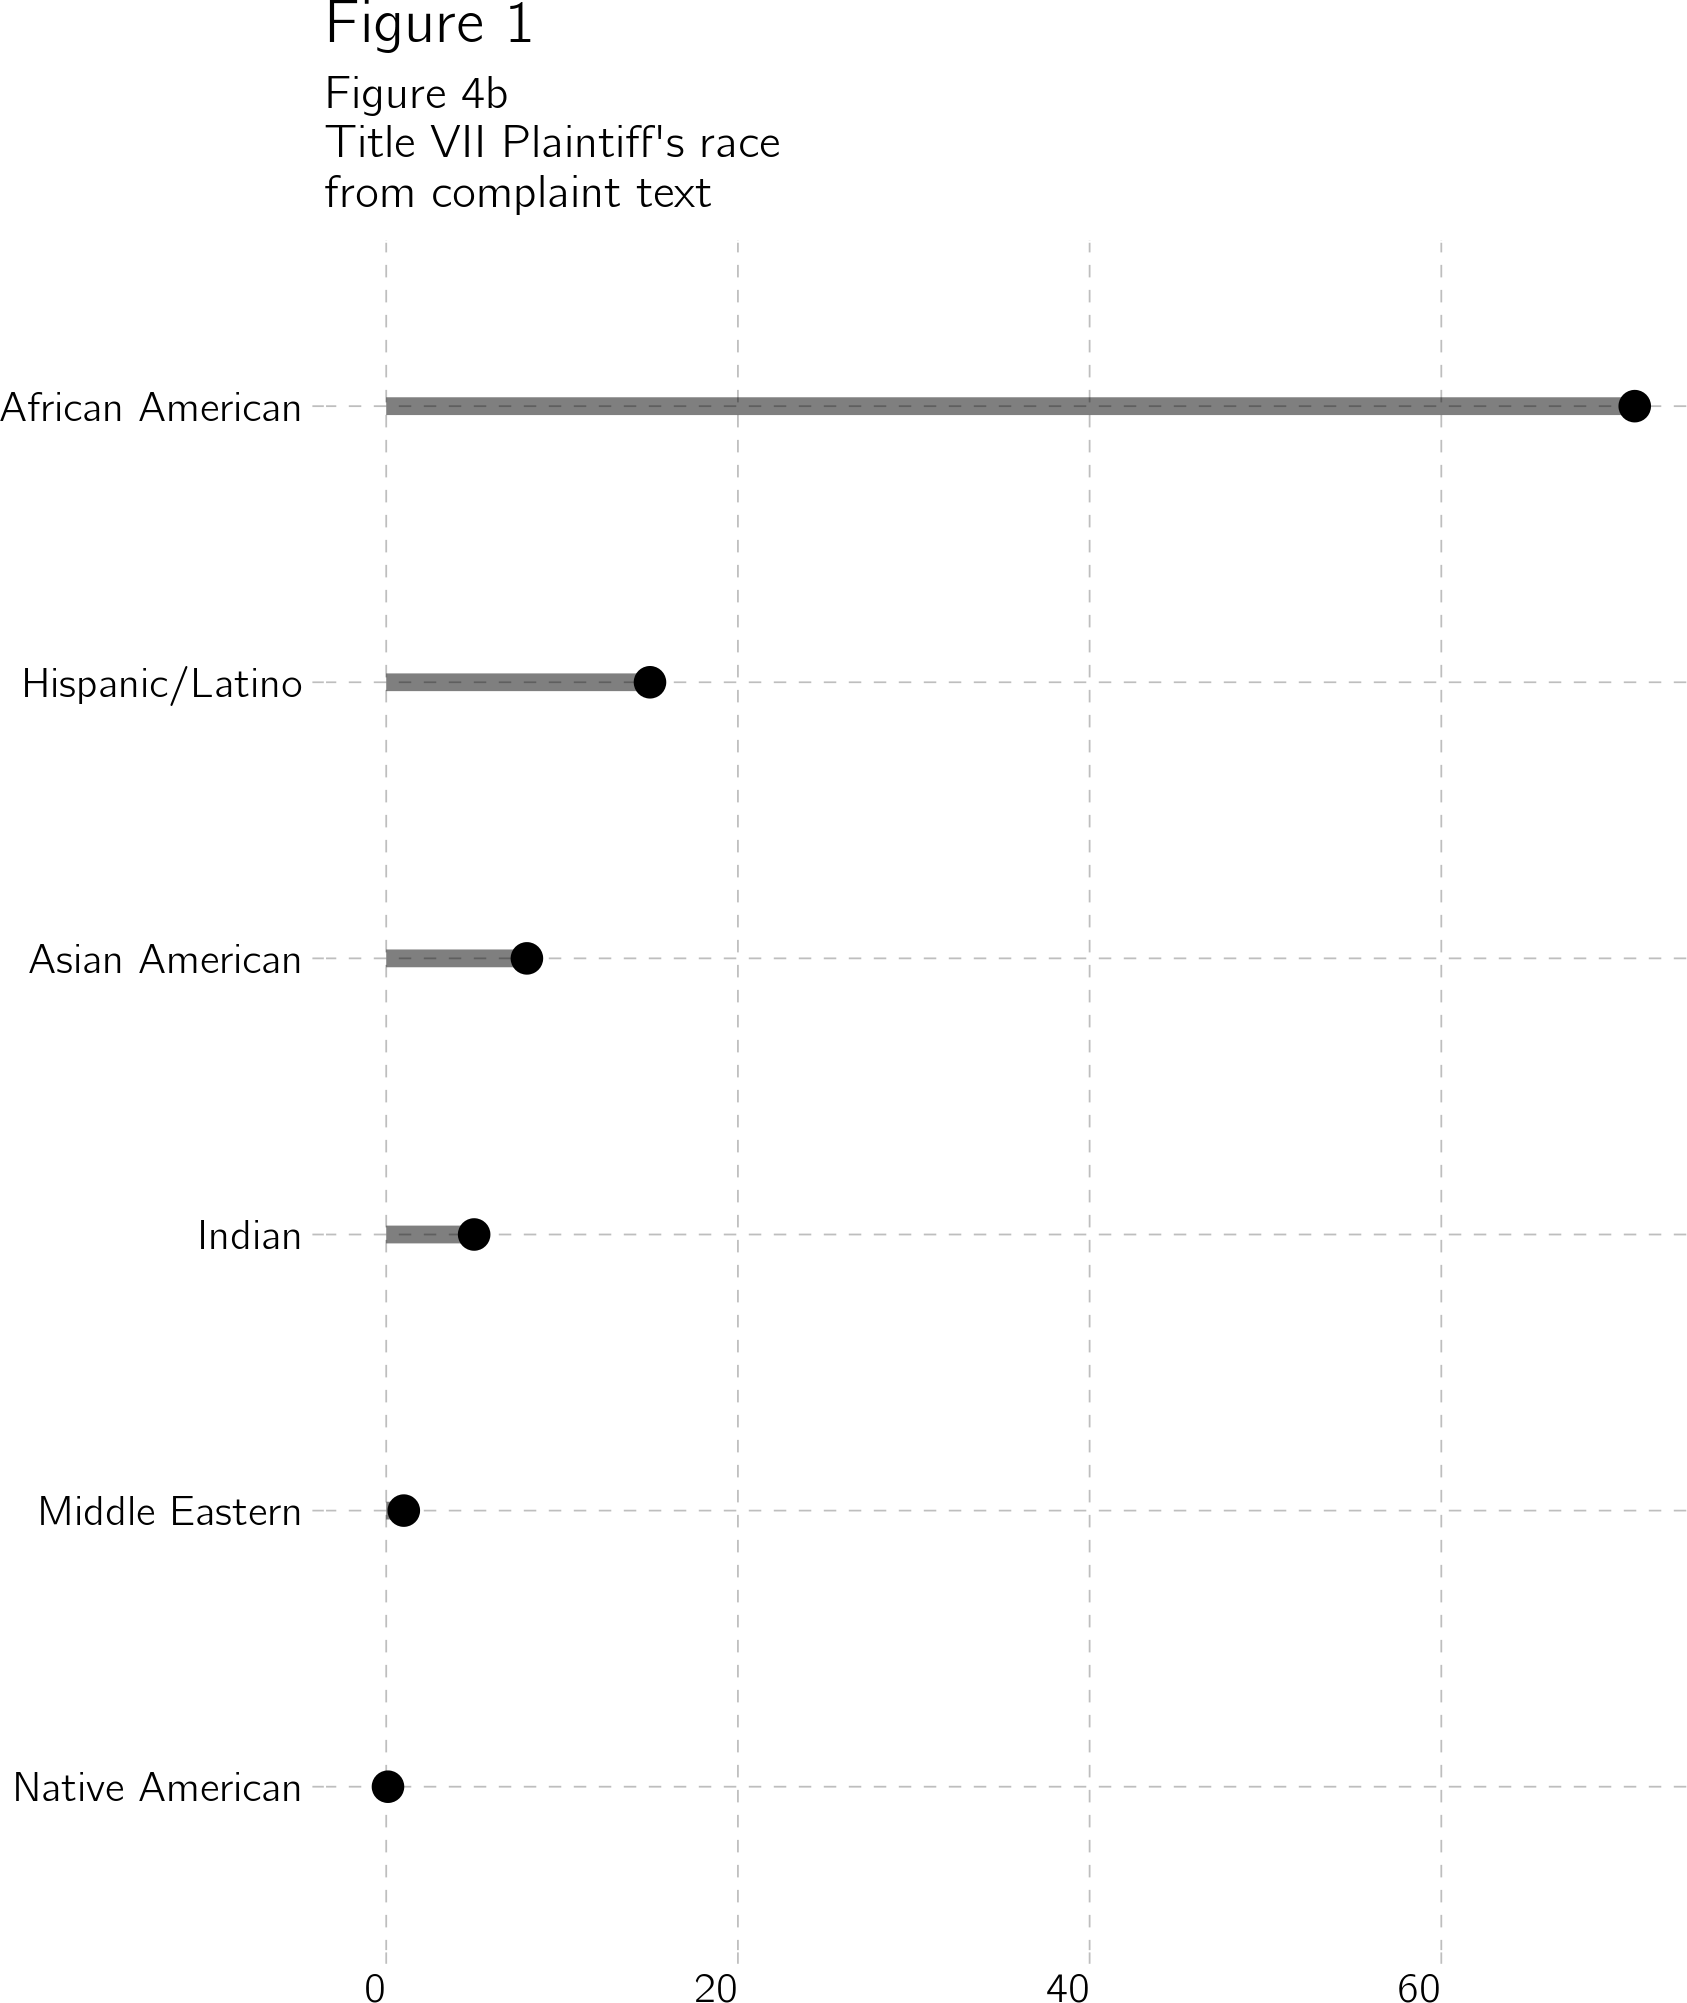 Figure 1
Figure 4b
Title VII Plaintiff's race
from complaint text
African American
Hispanic/Latino
Asian American
Indian
Middle Eastern
Native American
0 20 40 60